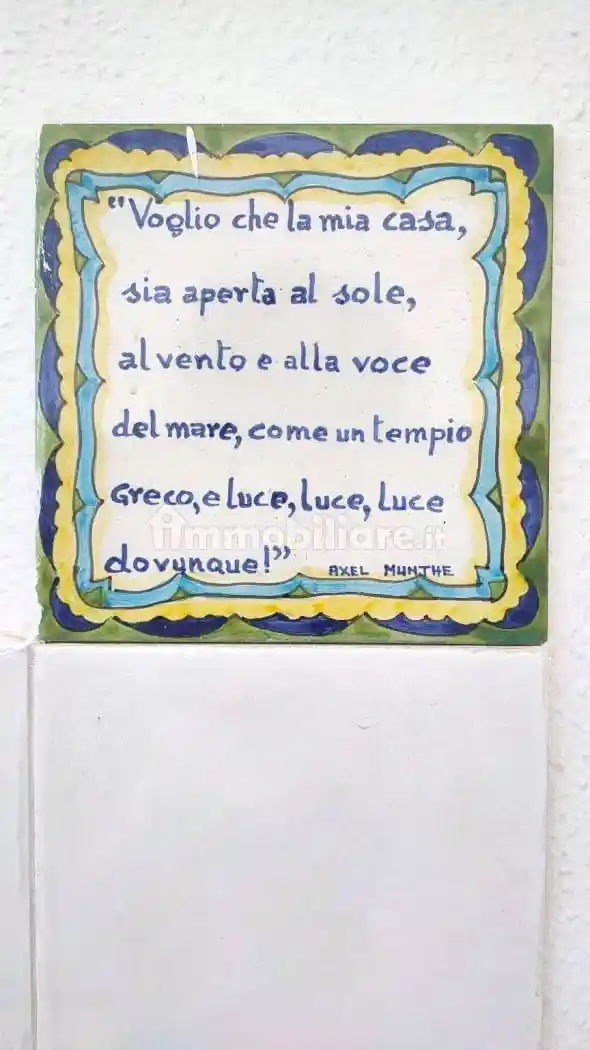 "Voglio che la mia casa,
sia aperta al sole,
al vento e alla voce
del mare, come un tempio
Greco, e luce, luce, luce
immobiliare.it
dovunque!" AXEL MUNTHE